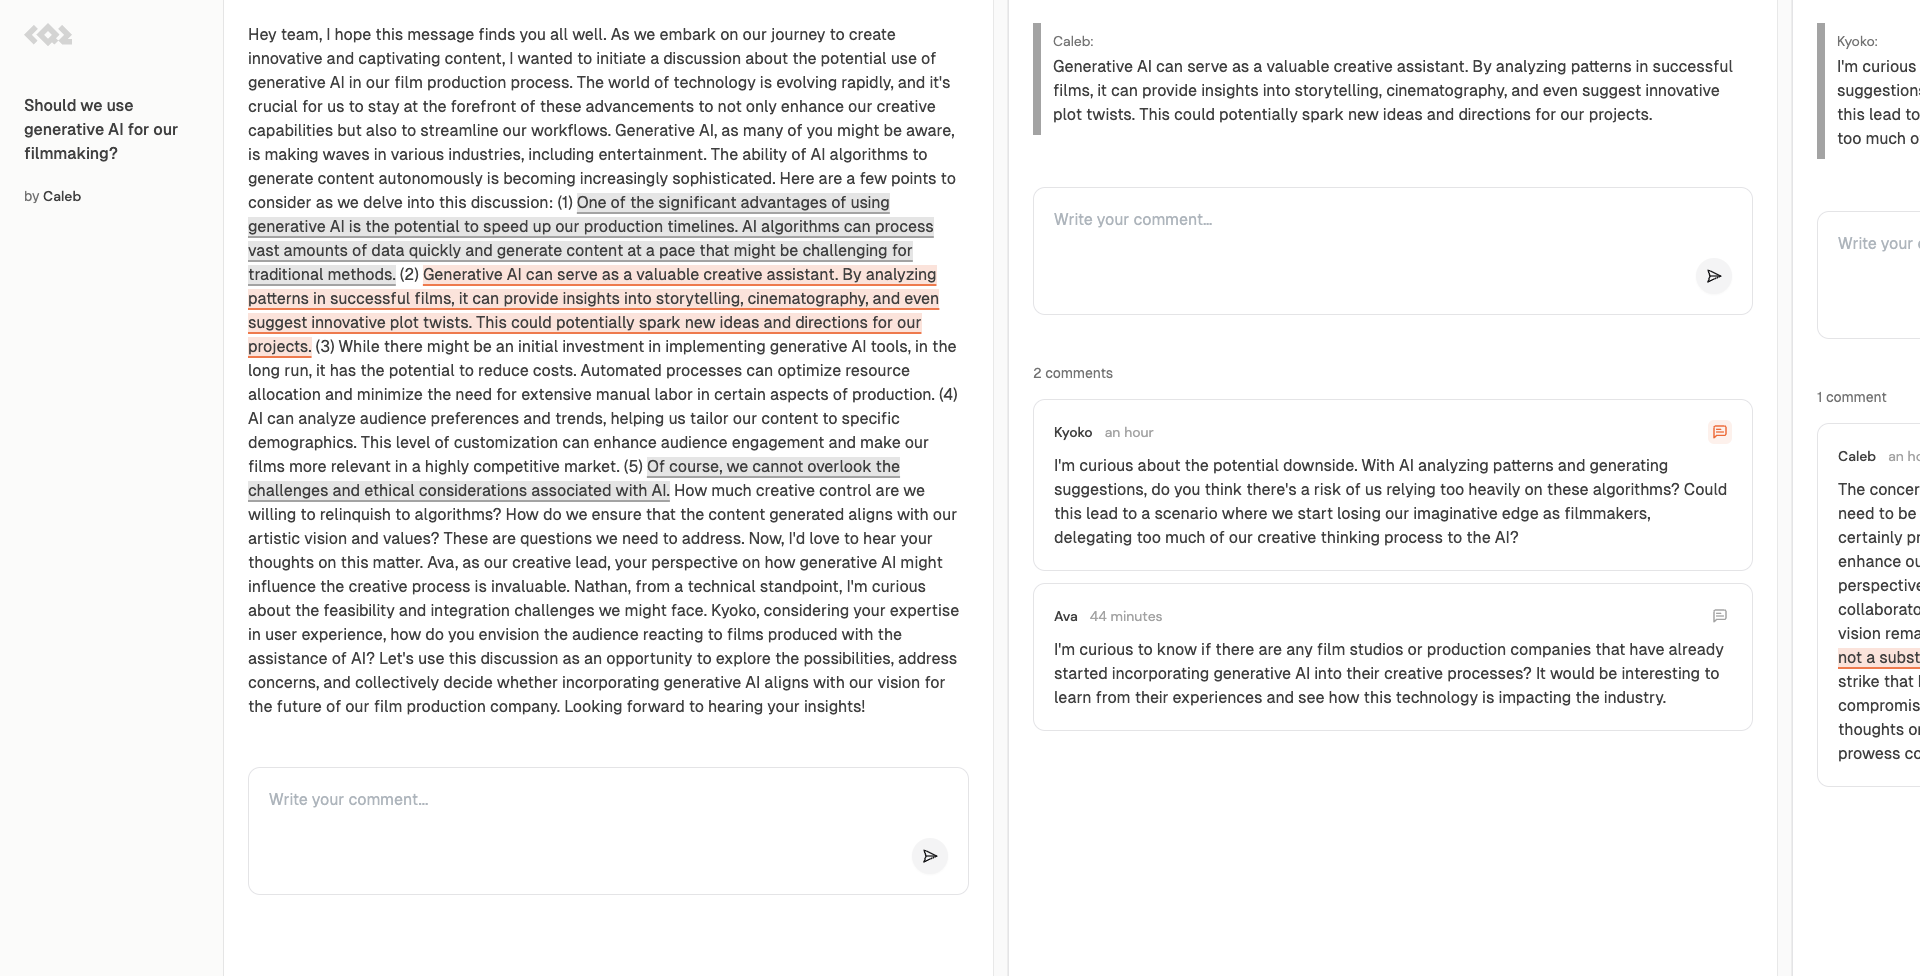 Should we use
generative AI for our
filmmaking?
by Caleb
Hey team, I hope this message finds you all well. As we embark on our journey to create
innovative and captivating content, I wanted to initiate a discussion about the potential use of
generative AI in our film production process. The world of technology is evolving rapidly, and it's
crucial for us to stay at the forefront of these advancements to not only enhance our creative
capabilities but also to streamline our workflows. Generative AI, as many of you might be aware,
is making waves in various industries, including entertainment. The ability of AI algorithms to
generate content autonomously is becoming increasingly sophisticated. Here are a few points to
consider as we delve into this discussion: (1) One of the significant advantages of using
generative AI is the potential to speed up our production timelines. AI algorithms can process
vast amounts of data quickly and generate content at a pace that might be challenging for
traditional methods. (2) Generative AI can serve as a valuable creative assistant. By analyzing
patterns in successful films, it can provide insights into storytelling, cinematography, and even
suggest innovative plot twists. This could potentially spark new ideas and directions for our
projects. (3) While there might be an initial investment in implementing generative AI tools, in the
long run, it has the potential to reduce costs. Automated processes can optimize resource
allocation and minimize the need for extensive manual labor in certain aspects of production. (4)
AI can analyze audience preferences and trends, helping us tailor our content to specific
demographics. This level of customization can enhance audience engagement and make our
films more relevant in a highly competitive market. (5) Of course, we cannot overlook the
challenges and ethical considerations associated with AI. How much creative control are we
willing to relinquish to algorithms? How do we ensure that the content generated aligns with our
artistic vision and values? These are questions we need to address. Now, I'd love to hear your
thoughts on this matter. Ava, as our creative lead, your perspective on how generative AI might
influence the creative process is invaluable. Nathan, from a technical standpoint, I'm curious
about the feasibility and integration challenges we might face. Kyoko, considering your expertise
in user experience, how do you envision the audience reacting to films produced with the
assistance of AI? Let's use this discussion as an opportunity to explore the possibilities, address
concerns, and collectively decide whether incorporating generative AI aligns with our vision for
the future of our film production company. Looking forward to hearing your insights!
Write your comment...
Caleb:
Generative AI can serve as a valuable creative assistant. By analyzing patterns in successful
films, it can provide insights into storytelling, cinematography, and even suggest innovative
plot twists. This could potentially spark new ideas and directions for our projects.
Write your comment...
2 comments
Kyoko an hour
I'm curious about the potential downside. With AI analyzing patterns and generating
suggestions, do you think there's a risk of us relying too heavily on these algorithms? Could
this lead to a scenario where we start losing our imaginative edge as filmmakers,
delegating too much of our creative thinking process to the AI?
Ava 44 minutes
I'm curious to know if there are any film studios or production companies that have already
started incorporating generative AI into their creative processes? It would be interesting to
learn from their experiences and see how this technology is impacting the industry.
Kyoko:
I'm curious
suggestions
this lead to
too much
Write your
1 comment
Caleb an
The
need to be
certainly
enhance
perspective
collaborato
vision
not a
strike that
compromis
thoughts
prowess